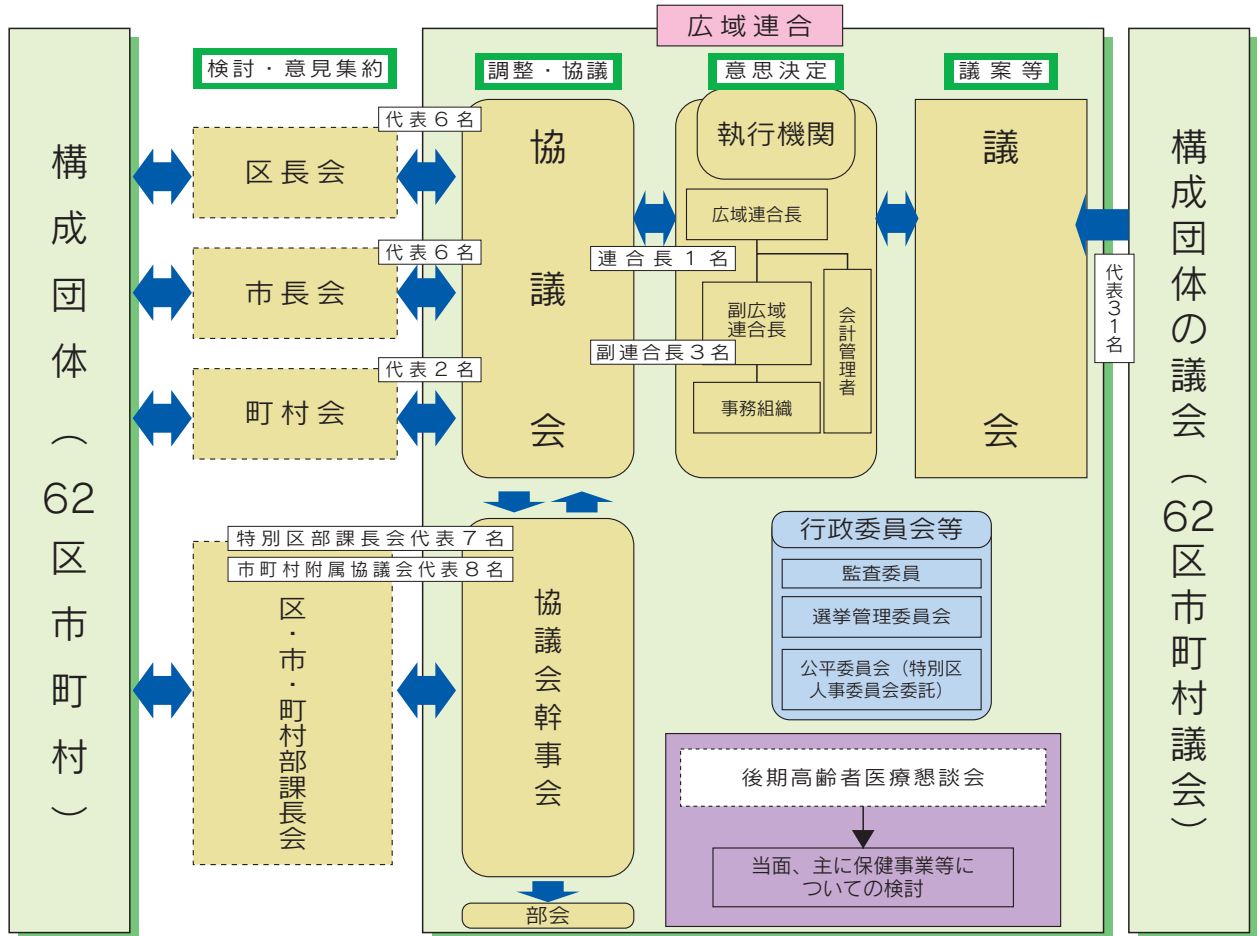 広域連合
検討・意見集約
調整・協議
意思決定
議案等
構成団体（62区市町村）
区長会
代表6名
市長会
代表6名
町村会
代表2名
協議会
執行機関
広域連合長
連合長1名
副広域
連合長
副連合長3名
会計管理者
事務組織
議会
代表31名
構成団体の議会（62区市町村議会）
特別区部課長会代表7名
市町村附属協議会代表8名
区・市・町村部課長会
協議会幹事会
部会
行政委員会等
監査委員
選挙管理委員会
公平委員会（特別区
人事委員会委託）
後期高齢者医療懇談会
当面、主に保健事業等に
ついての検討